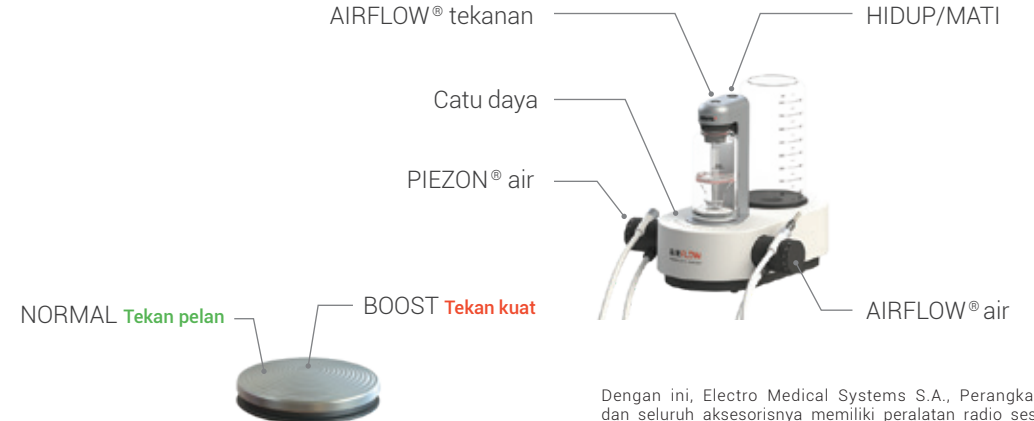 AIRFLOW® tekanan
HIDUP/MATI
Catu daya
PIEZON® air
AIRFLOW
NORMAL Tekan pelan
BOOST Tekan kuat
AIRFLOW® air
Dengan ini, Electro Medical Systems S.A., Perangka
dan seluruh aksesorisnya memiliki peralatan radio ses